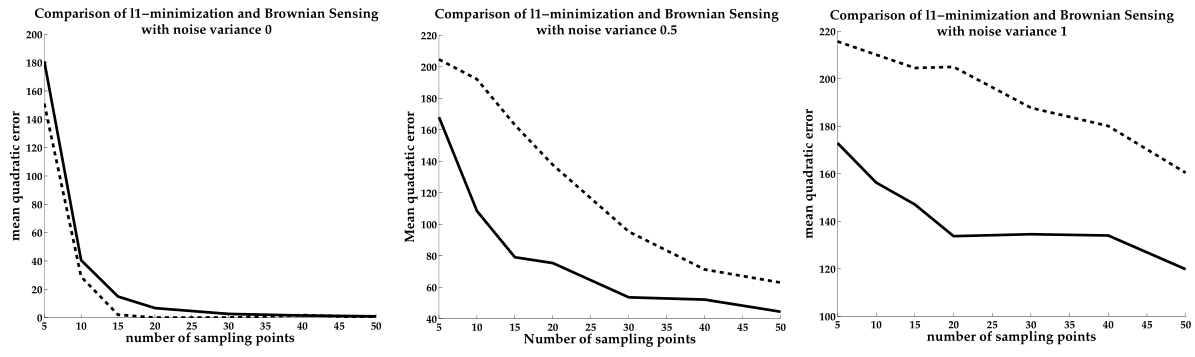 Comparison of l1−minimization and Brownian Sensing
with noise variance 0
200
180
160
140
120
100
80
60
40
20
0
mean quadratic error
5 10 15 20 25 30 35 40 45 50
number of sampling points
Comparison of l1−minimization and Brownian Sensing
with noise variance 0.5
220
200
180
160
140
120
100
80
60
40
Mean quadratic error
5 10 15 20 25 30 35 40 45 50
Number of sampling points
Comparison of l1−minimization and Brownian Sensing
with noise variance 1
220
200
180
160
140
120
100
mean quadratic error
5 10 15 20 25 30 35 40 45 50
number of sampling points